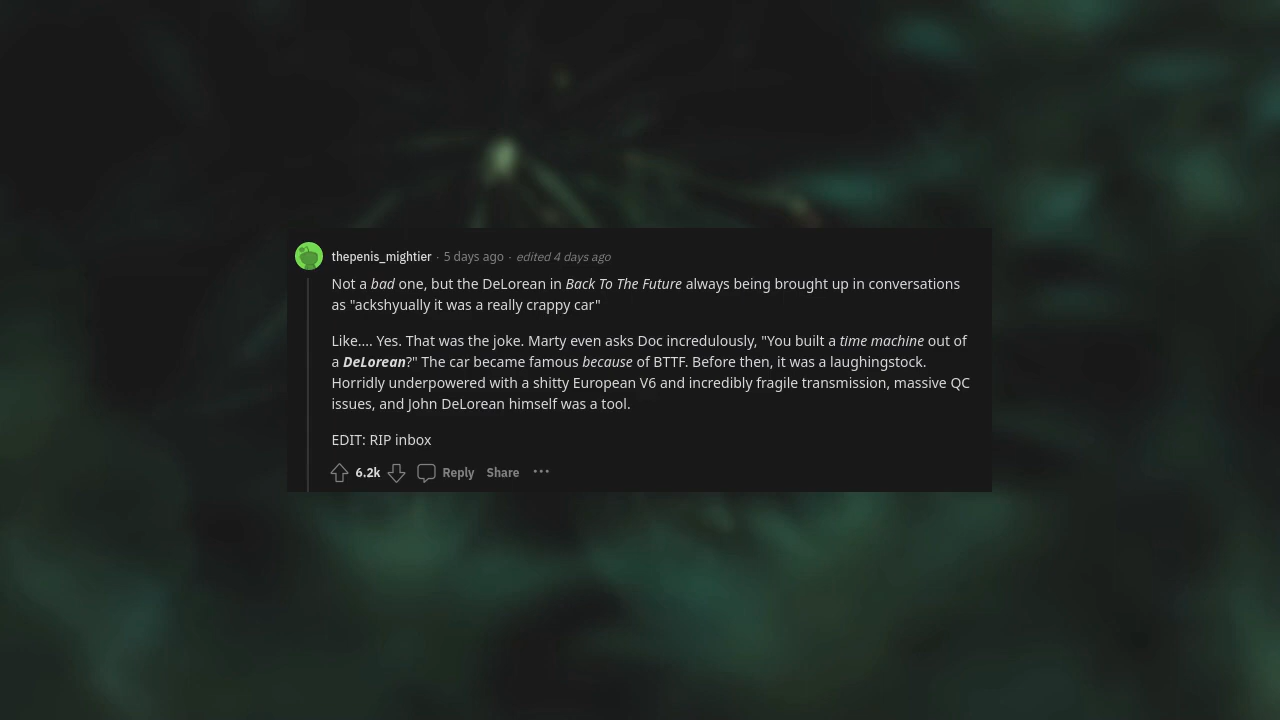 thepenis_mightier · 5 days ago · edited 4 days ago
Not a bad one, but the DeLorean in Back To The Future always being brought up in conversations
as "ackshyually it was a really crappy car"
Like.... Yes. That was the joke. Marty even asks Doc incredulously, "You built a time machine out of
a DeLorean?" The car became famous because of BTTF. Before then, it was a laughingstock.
Horridly underpowered with a shitty European V6 and incredibly fragile transmission, massive QC
issues, and John DeLorean himself was a tool.
EDIT: RIP inbox
6.2k Reply Share ···